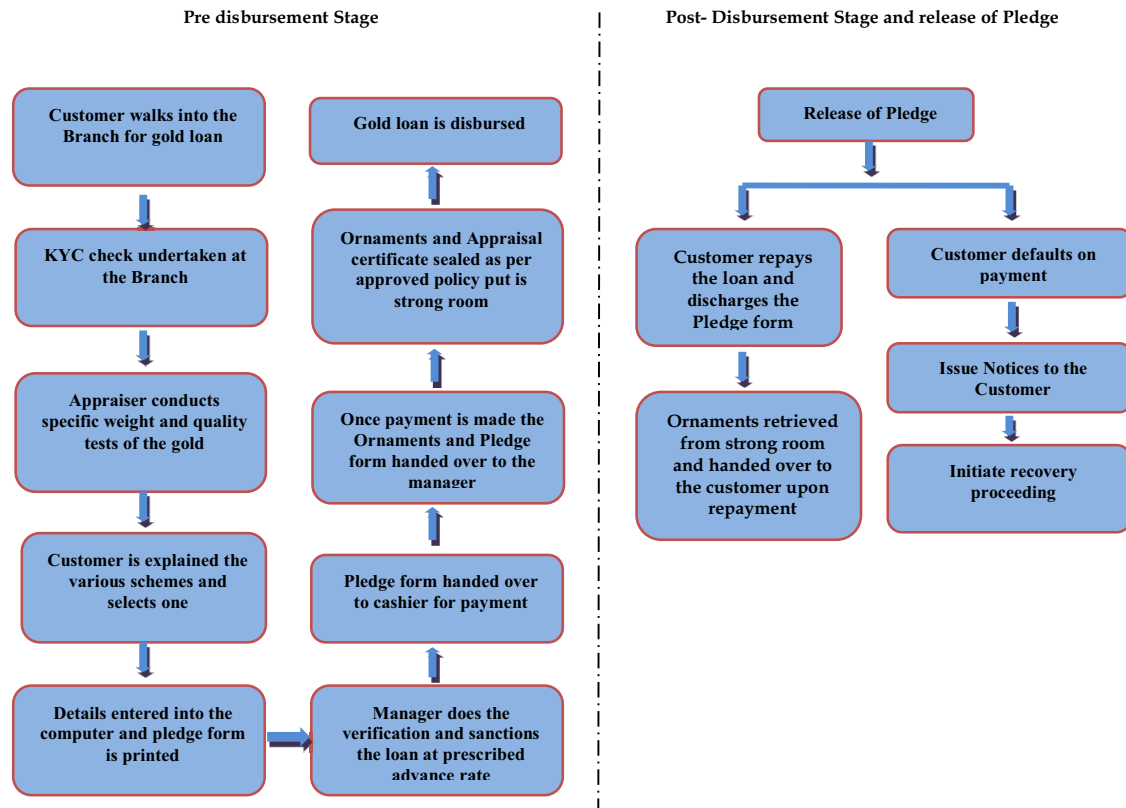 Pre disbursement Stage
Customer walks into the
Branch for gold loan
KYC check undertaken at
the Branch
Appraiser conducts
specific weight and quality
tests of the gold
Customer is explained the
various schemes and
selects one
Details entered into the
computer and pledge form
is printed
Manager does the
verification and sanctions
the loan at prescribed
advance rate
Pledge form handed over
to cashier for payment
Once payment is made the
Ornaments and Pledge
form handed over to the
manager
Ornaments and Appraisal
certificate sealed as per
approved policy put is
strong room
Gold loan is disbursed
Post- Disbursement Stage and release of Pledge
Release of Pledge
Customer repays
the loan and
discharges the
Pledge form
Ornaments retrieved
from strong room
and handed over to
the customer upon
repayment
Customer defaults on
payment
Issue Notices to the
Customer
Initiate recovery
proceeding